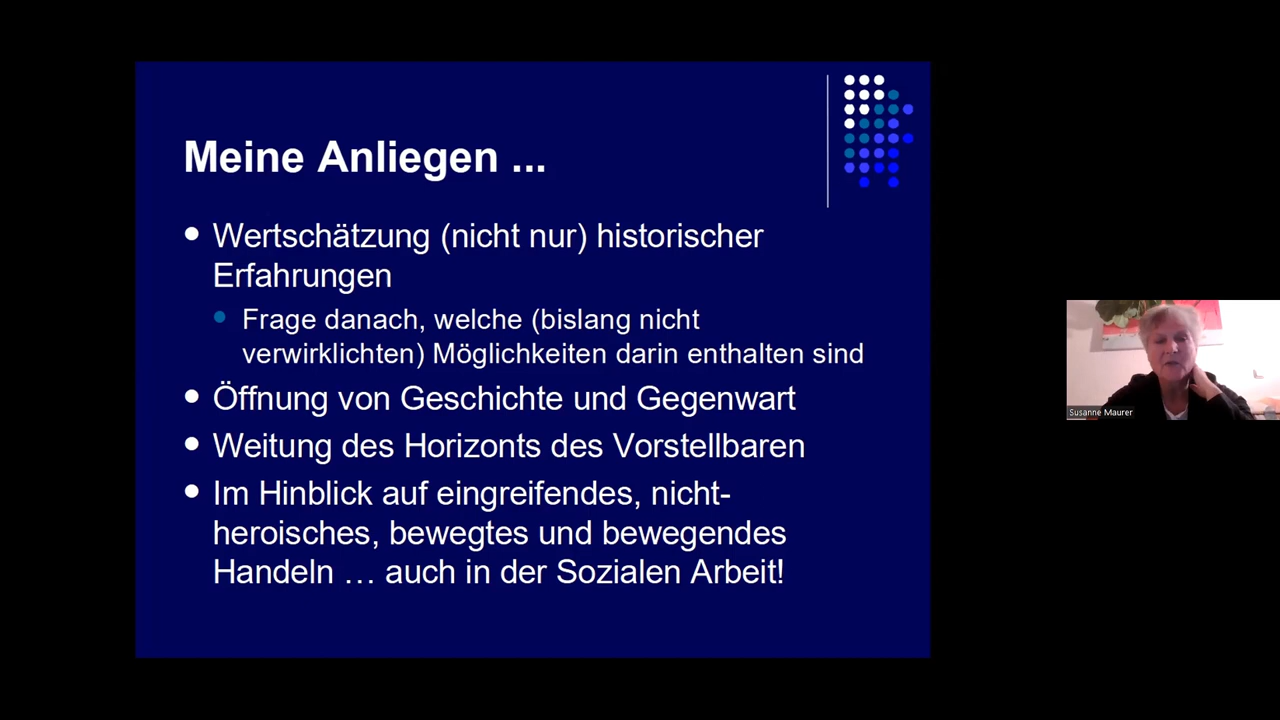 Meine Anliegen ...
Wertschätzung (nicht nur) historischer
Erfahrungen
Frage danach, welche (bislang nicht
verwirklichten) Möglichkeiten darin enthalten sind
Öffnung von Geschichte und Gegenwart
Weitung des Horizonts des Vorstellbaren
Im Hinblick auf eingreifendes, nicht-
heroisches, bewegtes und bewegendes
Handeln … auch in der Sozialen Arbeit!
Susanne Maurer